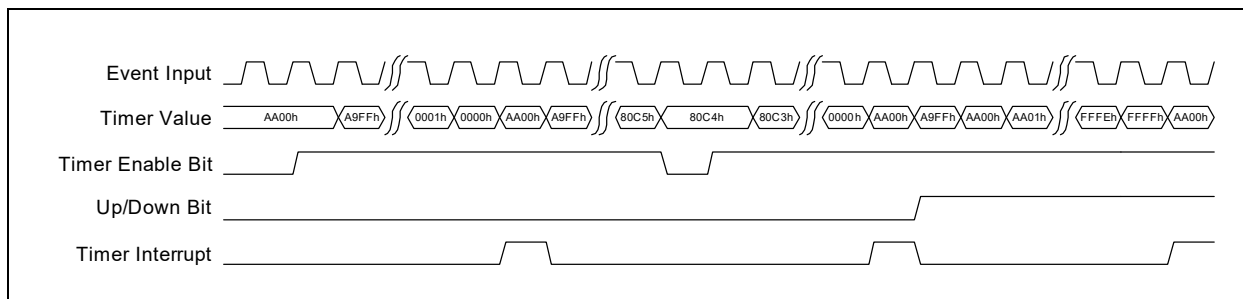 Event Input
Timer Value AA00h A9FFh 0001h 0000h AA00h A9FFh 80C5h 80C4h 80C3h 0000h AA00h A9FFh AA00h AA01h FFFEh FFFFh AA00h
Timer Enable Bit
Up/Down Bit
Timer Interrupt